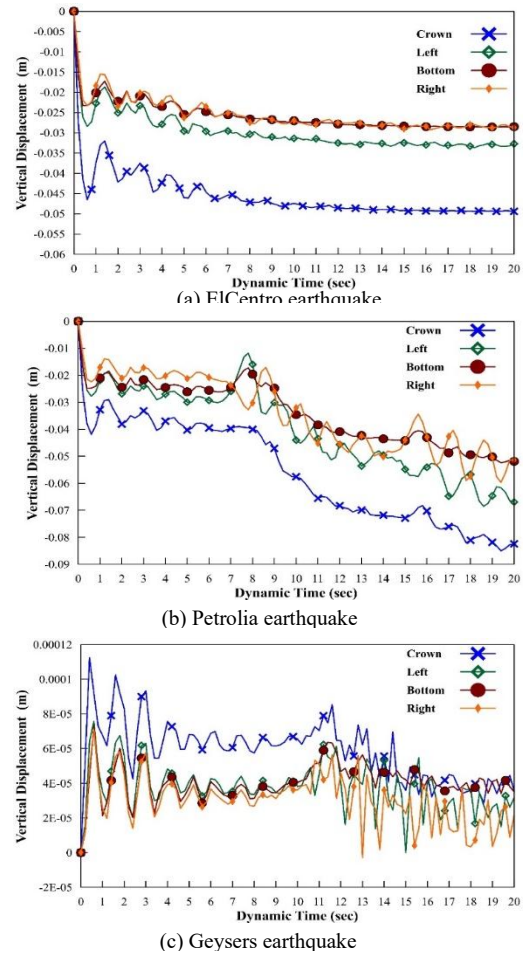 0
-0.005
-0.01
-0.015
-0.02
-0.025
-0.03
-0.035
-0.04
-0.045
-0.05
-0.055
-0.06
Vertical Displacement (m)
Crown
Left
Bottom
Right
0 1 2 3 4 5 6 7 8 9 10 11 12 13 14 15 16 17 18 19 20
Dynamic Time (sec)
(a) ElCentro earthquake
-0
-0.01
-0.02
-0.03
-0.04
-0.05
-0.06
-0.07
-0.08
-0.09
Vertical Displacement (m)
Crown
Left
Bottom
Right
0 1 2 3 4 5 6 7 8 9 10 11 12 13 14 15 16 17 18 19 20
Dynamic Time (sec)
(b) Petrolia earthquake
0.00012
0.0001
8E-05
6E-05
4E-05
2E-05
0
-2E-05
Vertical Displacement (m)
Crown
Left
Bottom
Right
0 1 2 3 4 5 6 7 8 9 10 11 12 13 14 15 16 17 18 19 20
Dynamic Time (sec)
(c) Geysers earthquake